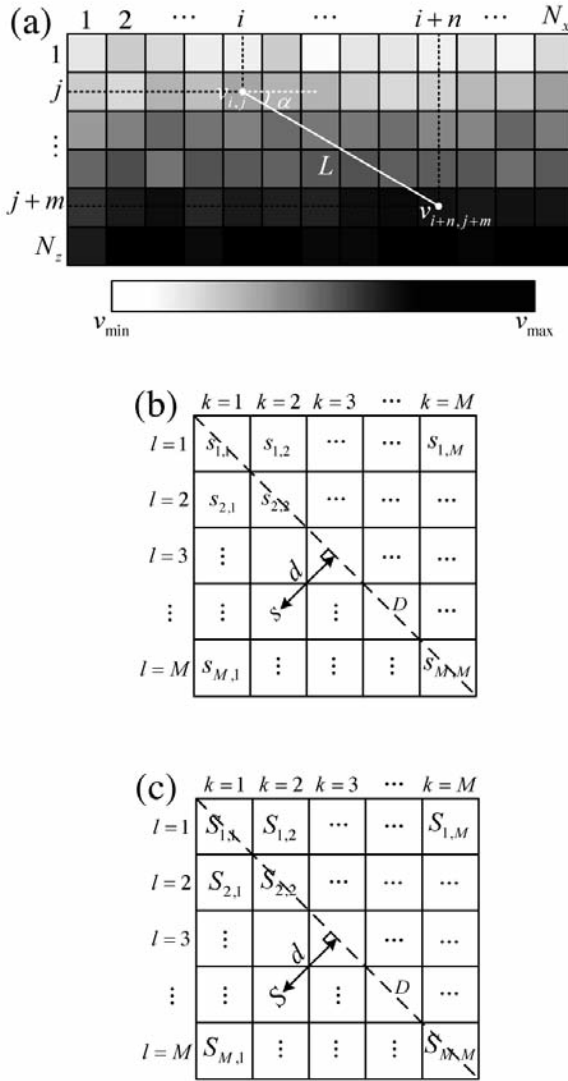 (a) 1 2 ⋯ i ⋯ i+n ⋯ N_x
1
j v_{i,j} α
⋮
L
j+m v_{i+n,j+m}
N_z
v_min v_max
(b) k=1 k=2 k=3 ⋯ k=M
l=1 s_{1,1} s_{1,2} ⋯ ⋯ s_{1,M}
l=2 s_{2,1} s_{2,2} ⋯ ⋯ ⋯
l=3 ⋮ d ⋯ ⋯
⋮ ⋮ s ⋮ D ⋯
l=M s_{M,1} ⋮ ⋮ ⋮ s_{M,M}
(c) k=1 k=2 k=3 ⋯ k=M
l=1 S_{1,1} S_{1,2} ⋯ ⋯ S_{1,M}
l=2 S_{2,1} S_{2,2} ⋯ ⋯ ⋯
l=3 ⋮ d ⋯ ⋯
⋮ ⋮ S ⋮ D ⋯
l=M S_{M,1} ⋮ ⋮ ⋮ S_{M,M}